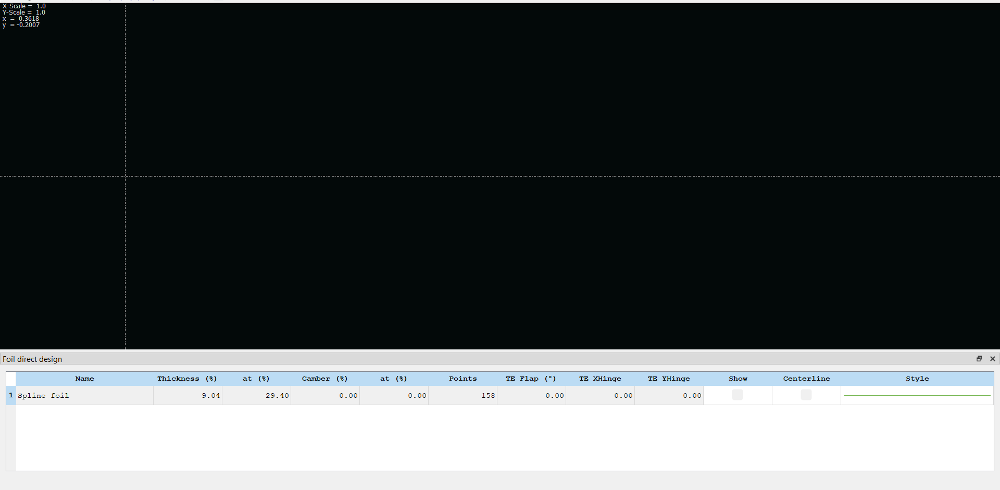 X-Scale = 1.0
Y-Scale = 1.0
x = 0.3618
y = -0.2007
Foil direct design
Name Thickness (%) at (%) Camber (%) at (%) Points TE Flap (°) TE XHinge TE YHinge Show Centerline Style
1 Spline foil 9.04 29.40 0.00 0.00 158 0.00 0.00 0.00